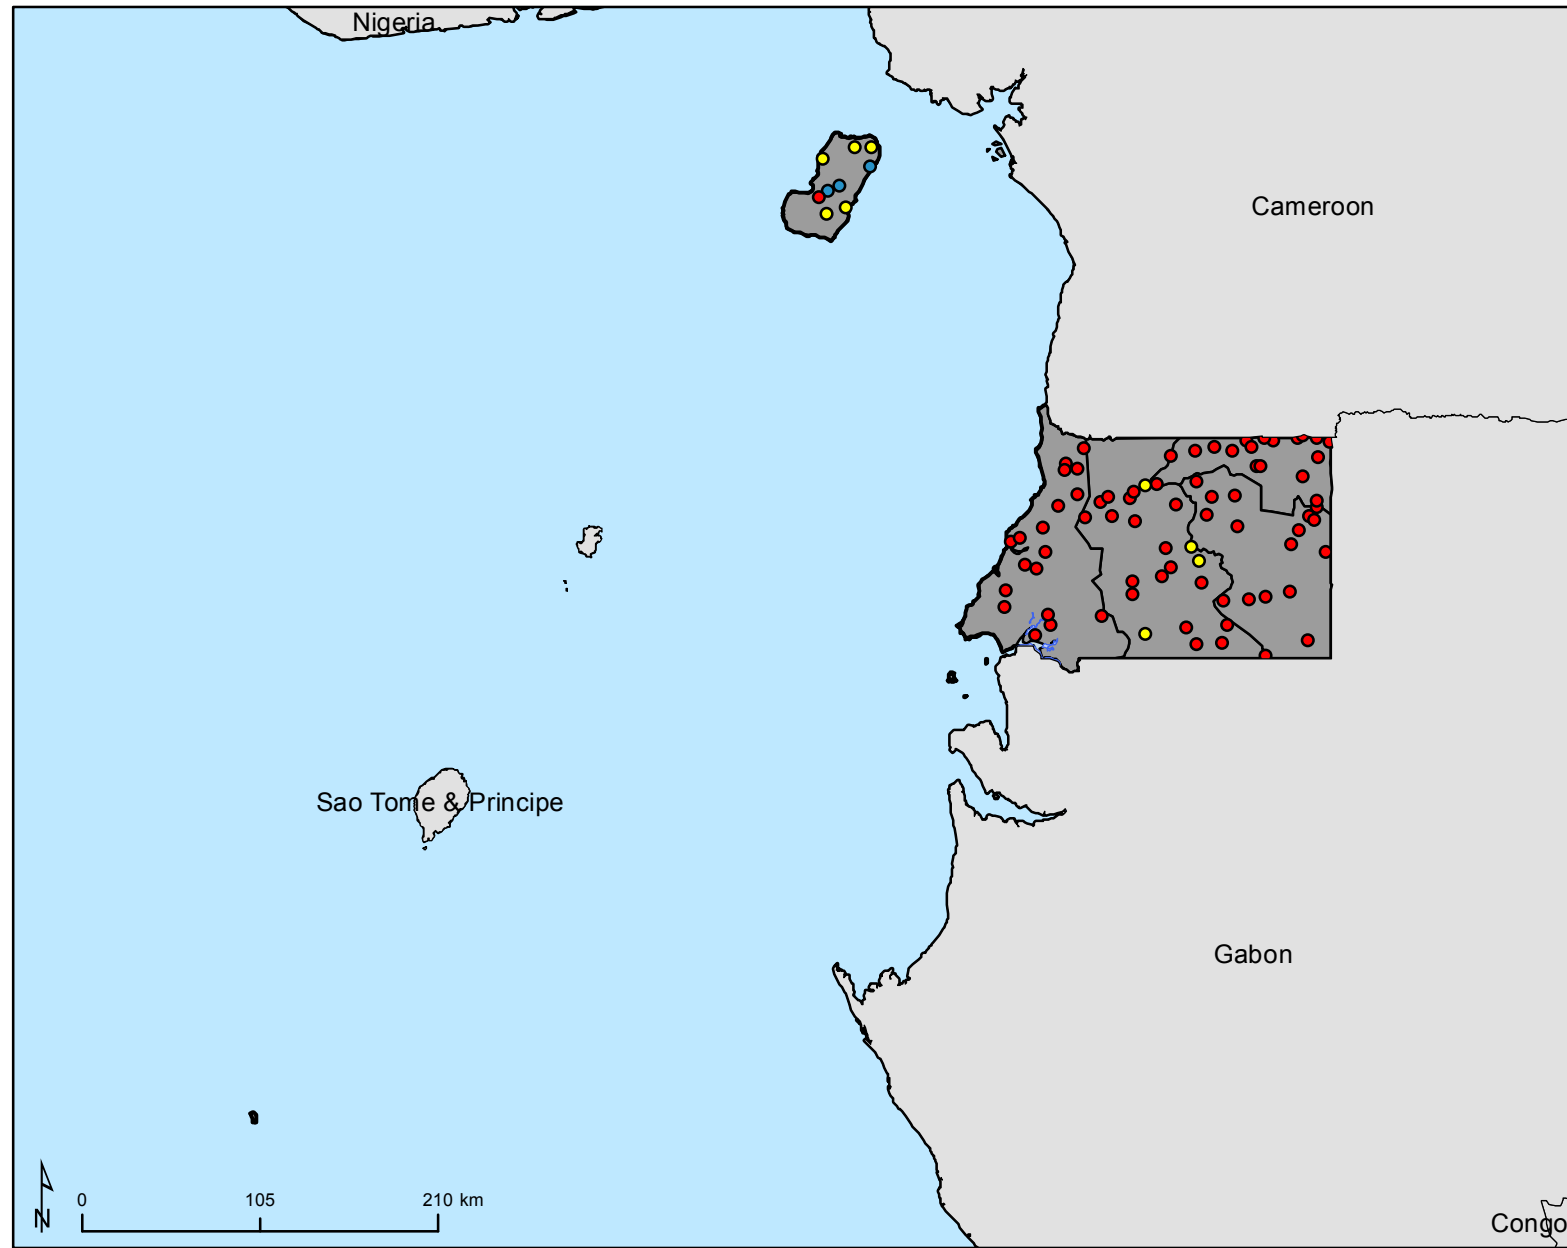 Nigeria
Cameroon
Sao Tome & Principe
Gabon
0 105 210 km
N
Congo